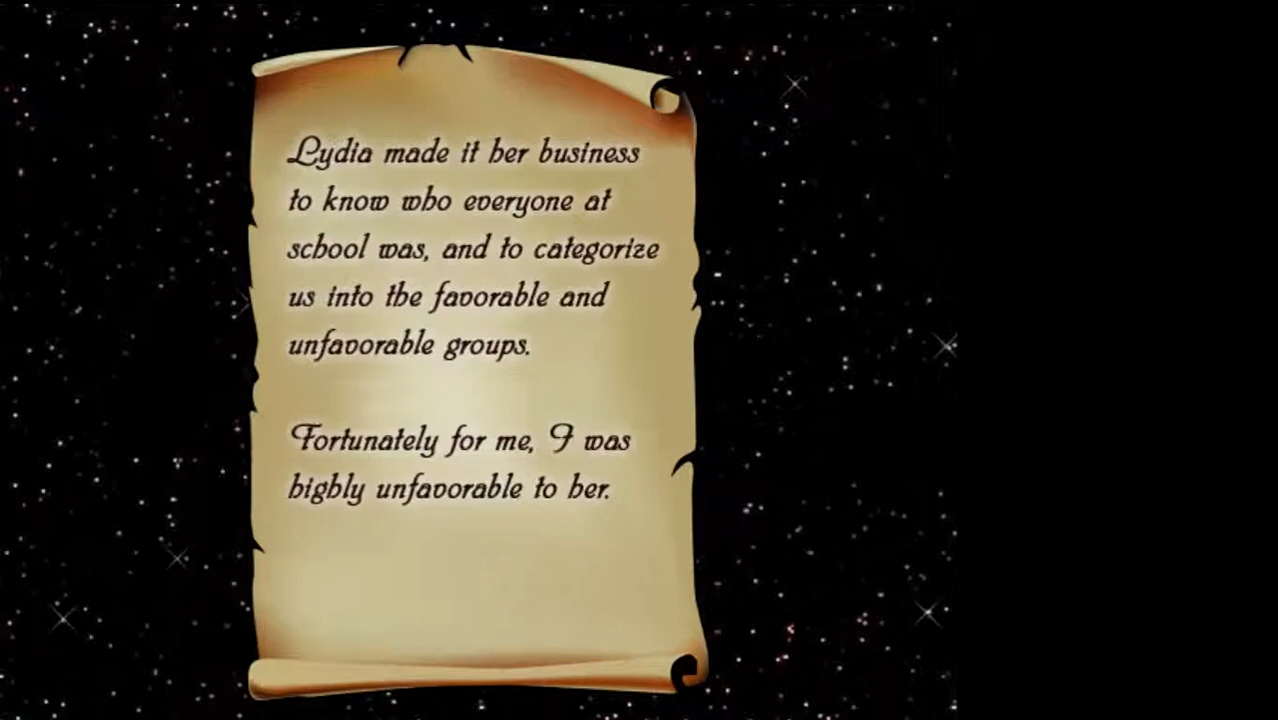 Lydia made it her business
to know who everyone at
school was, and to categorize
us into the favorable and
unfavorable groups.
Fortunately for me, I was
highly unfavorable to her.